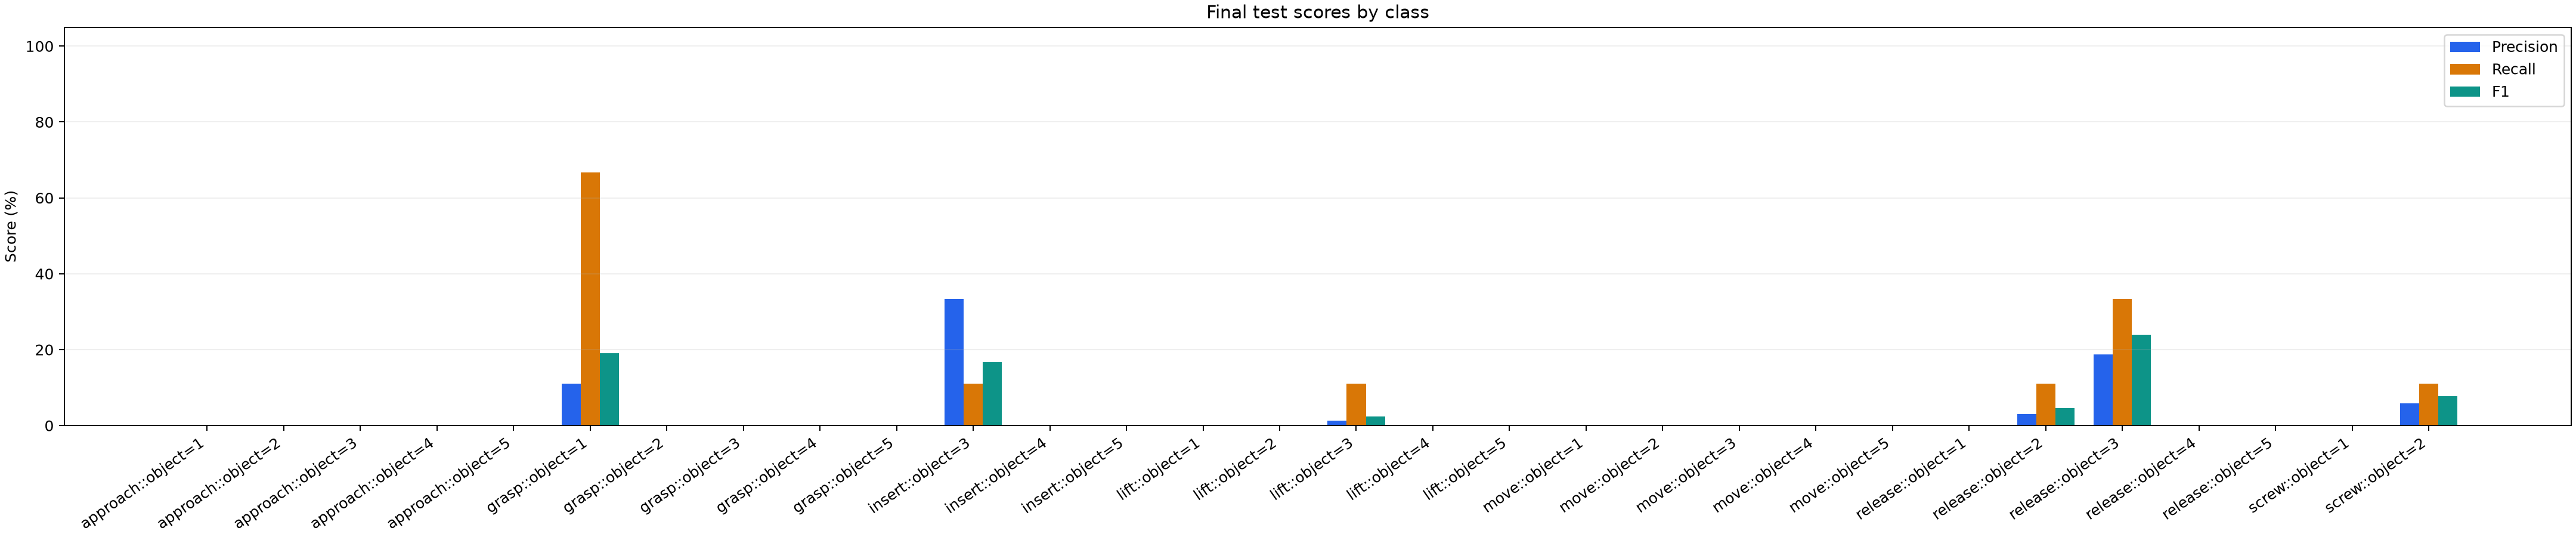 Final test scores by class
Precision
Recall
F1
Score (%)
100
80
60
40
20
0
approach::object=1
approach::object=2
approach::object=3
approach::object=4
approach::object=5
grasp::object=1
grasp::object=2
grasp::object=3
grasp::object=4
grasp::object=5
insert::object=3
insert::object=4
insert::object=5
lift::object=1
lift::object=2
lift::object=3
lift::object=4
lift::object=5
move::object=1
move::object=2
move::object=3
move::object=4
move::object=5
release::object=1
release::object=2
release::object=3
release::object=4
release::object=5
screw::object=1
screw::object=2